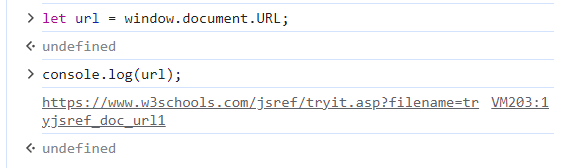 > let url = window.document.URL;
<· undefined
> console.log(url);
https://www.w3schools.com/jsref/tryit.asp?filename=tr VM203:1
yjsref_doc_url1
<· undefined